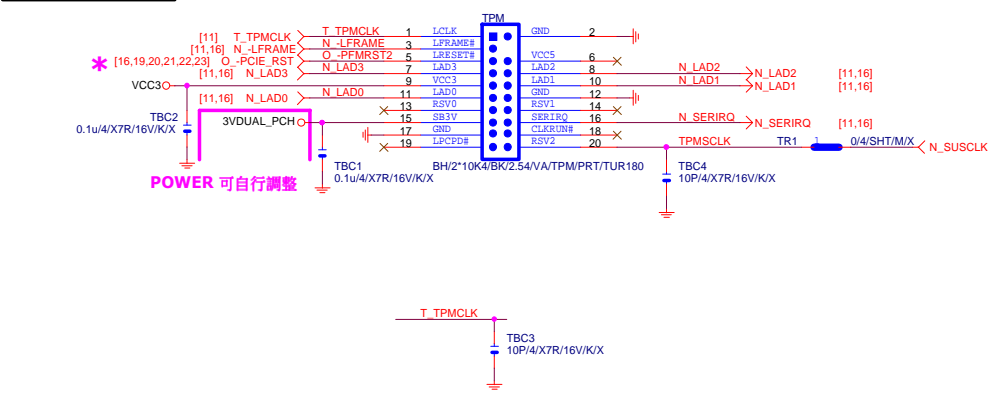 TPM
[11] T_TPMCLK T_TPMCLK 1 LCLK GND 2
[11,16] N_-LFRAME N_-LFRAME 3 LFRAME#
* [16,19,20,21,22,23] O_-PCIE_RST O_-PFMRST2 5 LRESET# VCC5 6
[11,16] N_LAD3 N_LAD3 7 LAD3 LAD2 8 N_LAD2 N_LAD2 [11,16]
VCC3 9 VCC3 LAD1 10 N_LAD1 N_LAD1 [11,16]
[11,16] N_LAD0 N_LAD0 11 LAD0 GND 12
13 RSV0 RSV1 14
3VDUAL_PCH 15 SB3V SERIRQ 16 N_SERIRQ N_SERIRQ [11,16]
17 GND CLKRUN# 18
19 LPCPD# RSV2 20 TPMSCLK TR1 1 0/4/SHT/M/X N_SUSCLK
TBC2
0.1u/4/X7R/16V/K/X
TBC1
0.1u/4/X7R/16V/K/X
BH/2*10K4/BK/2.54/VA/TPM/PRT/TUR180
TBC4
10P/4/X7R/16V/K/X
POWER 可自行調整
T_TPMCLK
TBC3
10P/4/X7R/16V/K/X